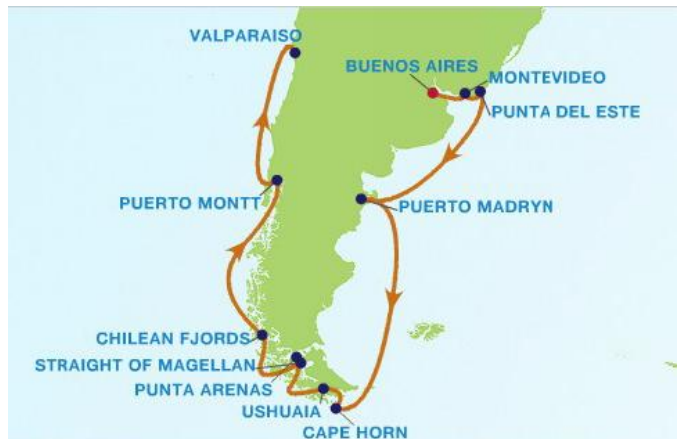 VALPARAISO
BUENOS AIRES
MONTEVIDEO
PUNTA DEL ESTE
PUERTO MONTT
PUERTO MADRYN
CHILEAN FJORDS
STRAIGHT OF MAGELLAN
PUNTA ARENAS
USHUAIA
CAPE HORN